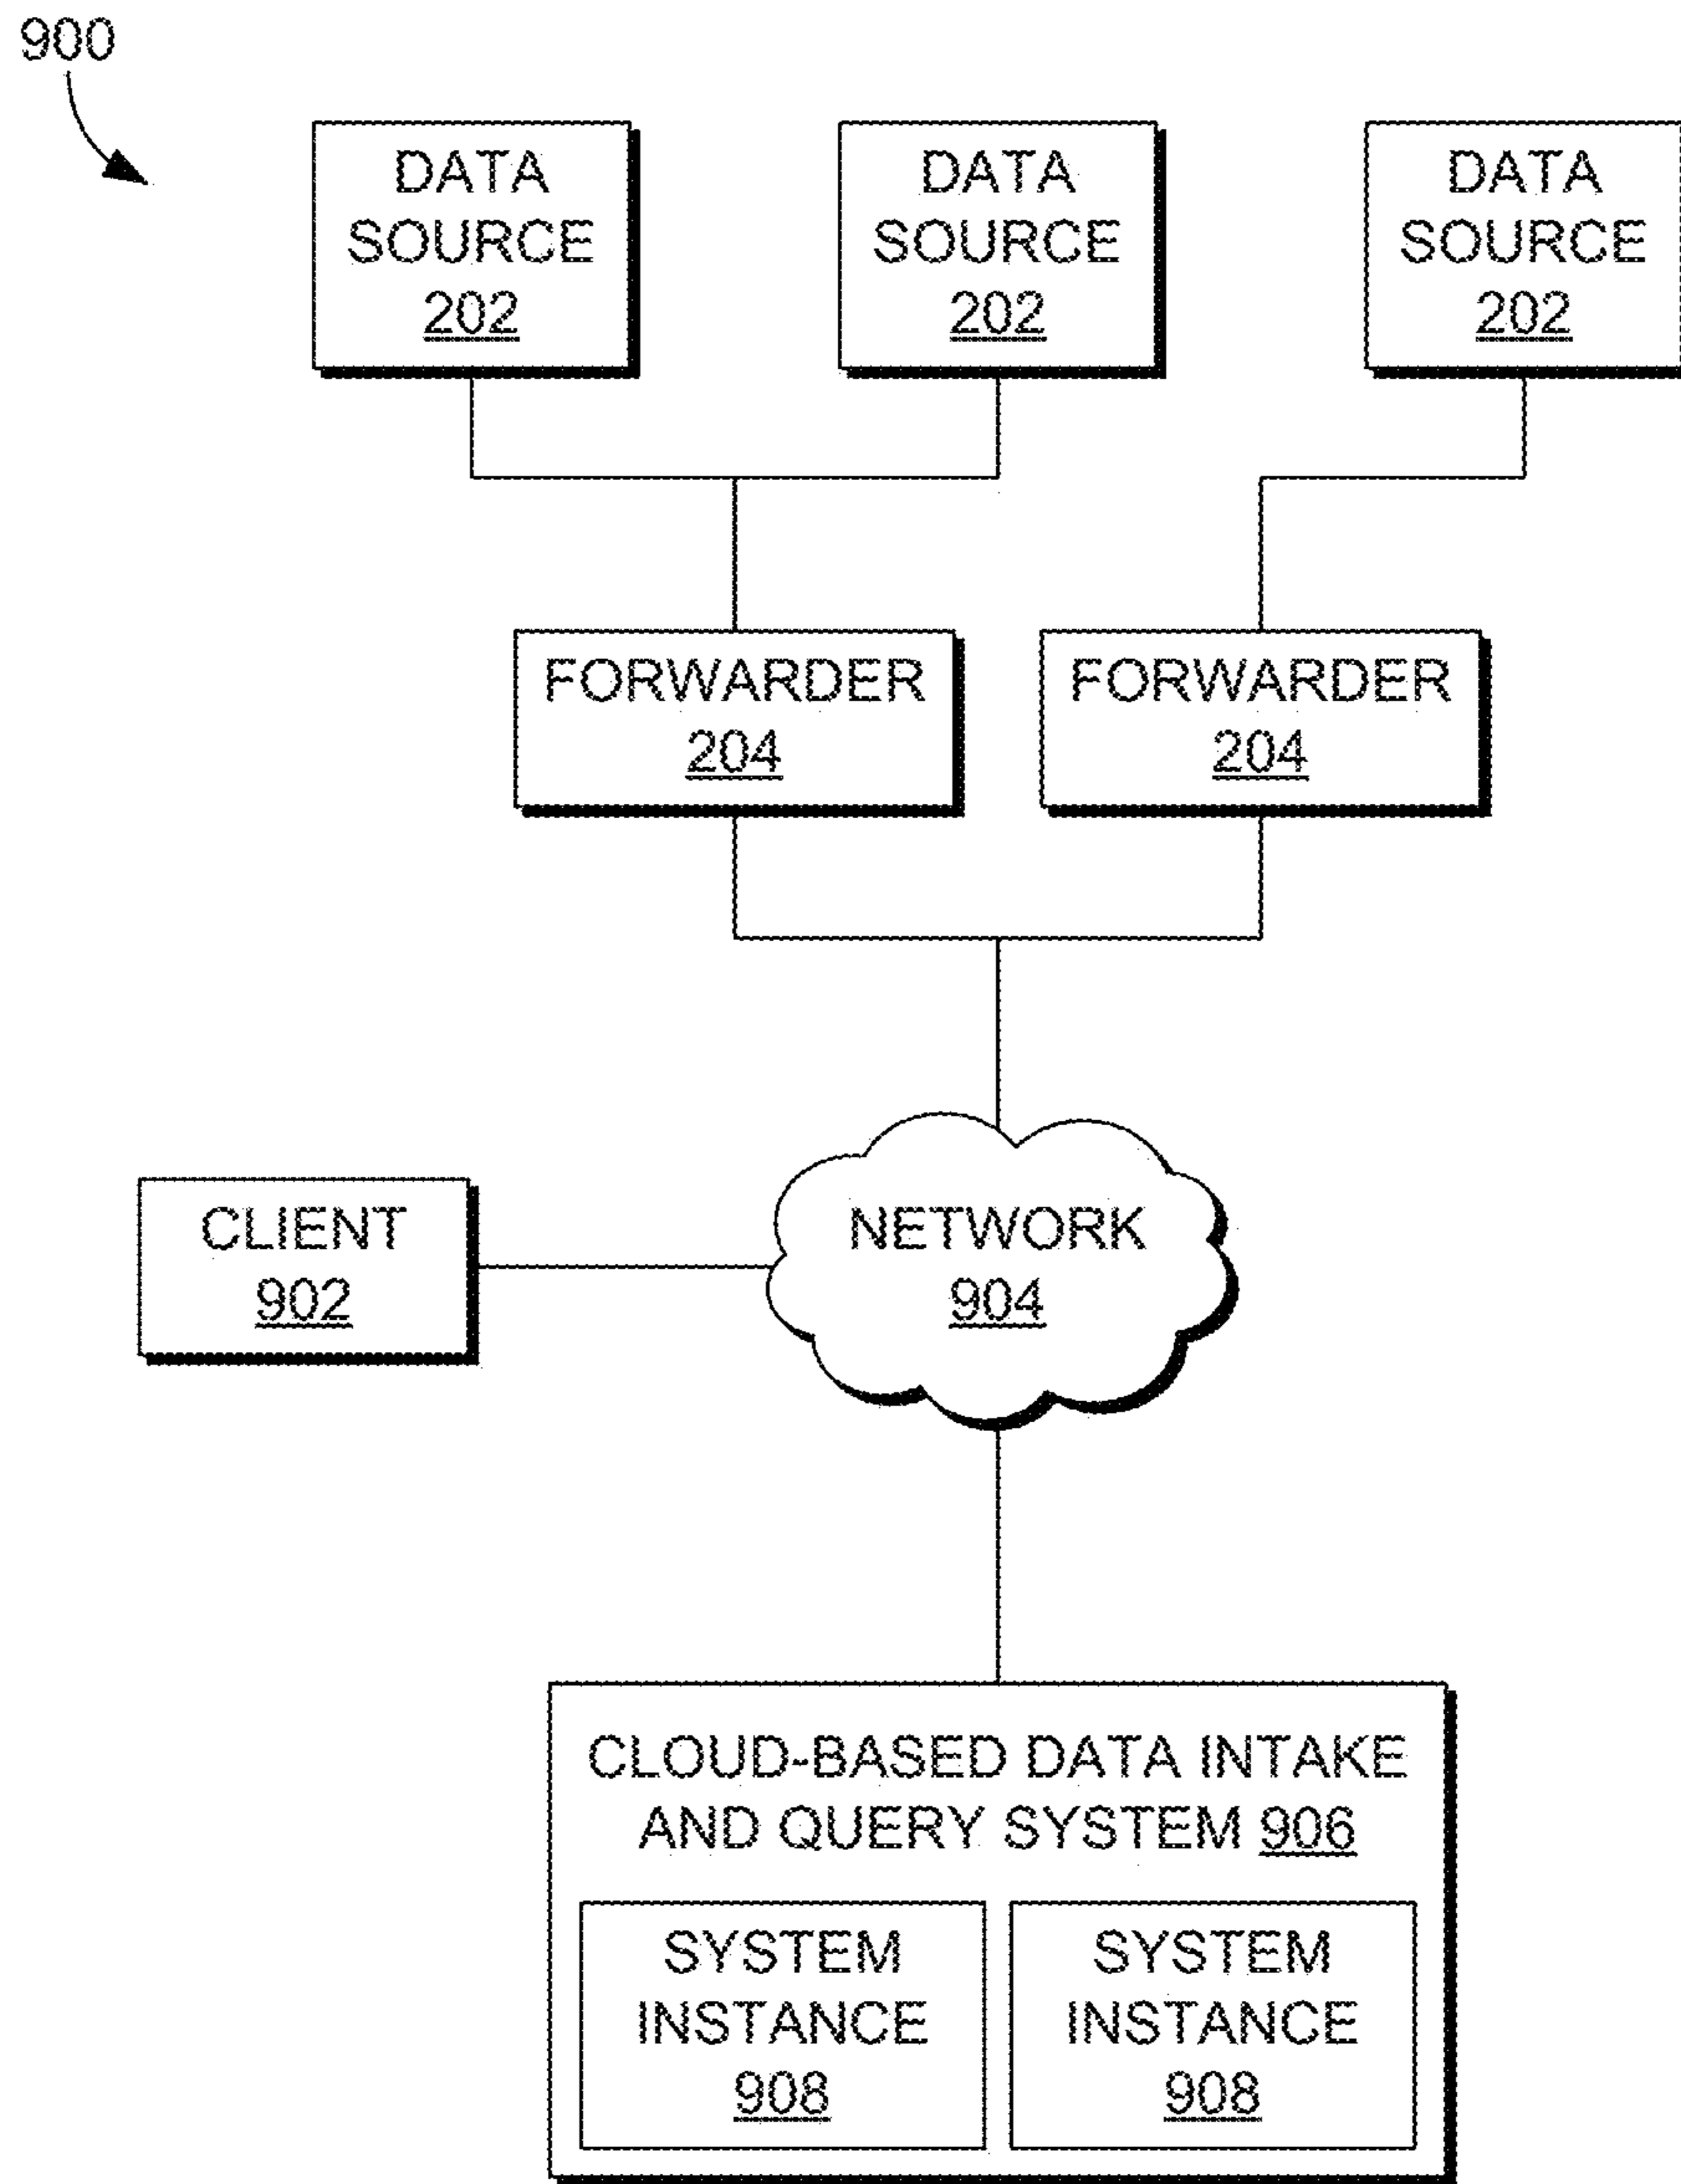 900
DATA
SOURCE
202
DATA
SOURCE
202
DATA
SOURCE
202
FORWARDER
204
FORWARDER
204
CLIENT
902
NETWORK
904
CLOUD-BASED DATA INTAKE
AND QUERY SYSTEM 906
SYSTEM
INSTANCE
908
SYSTEM
INSTANCE
908